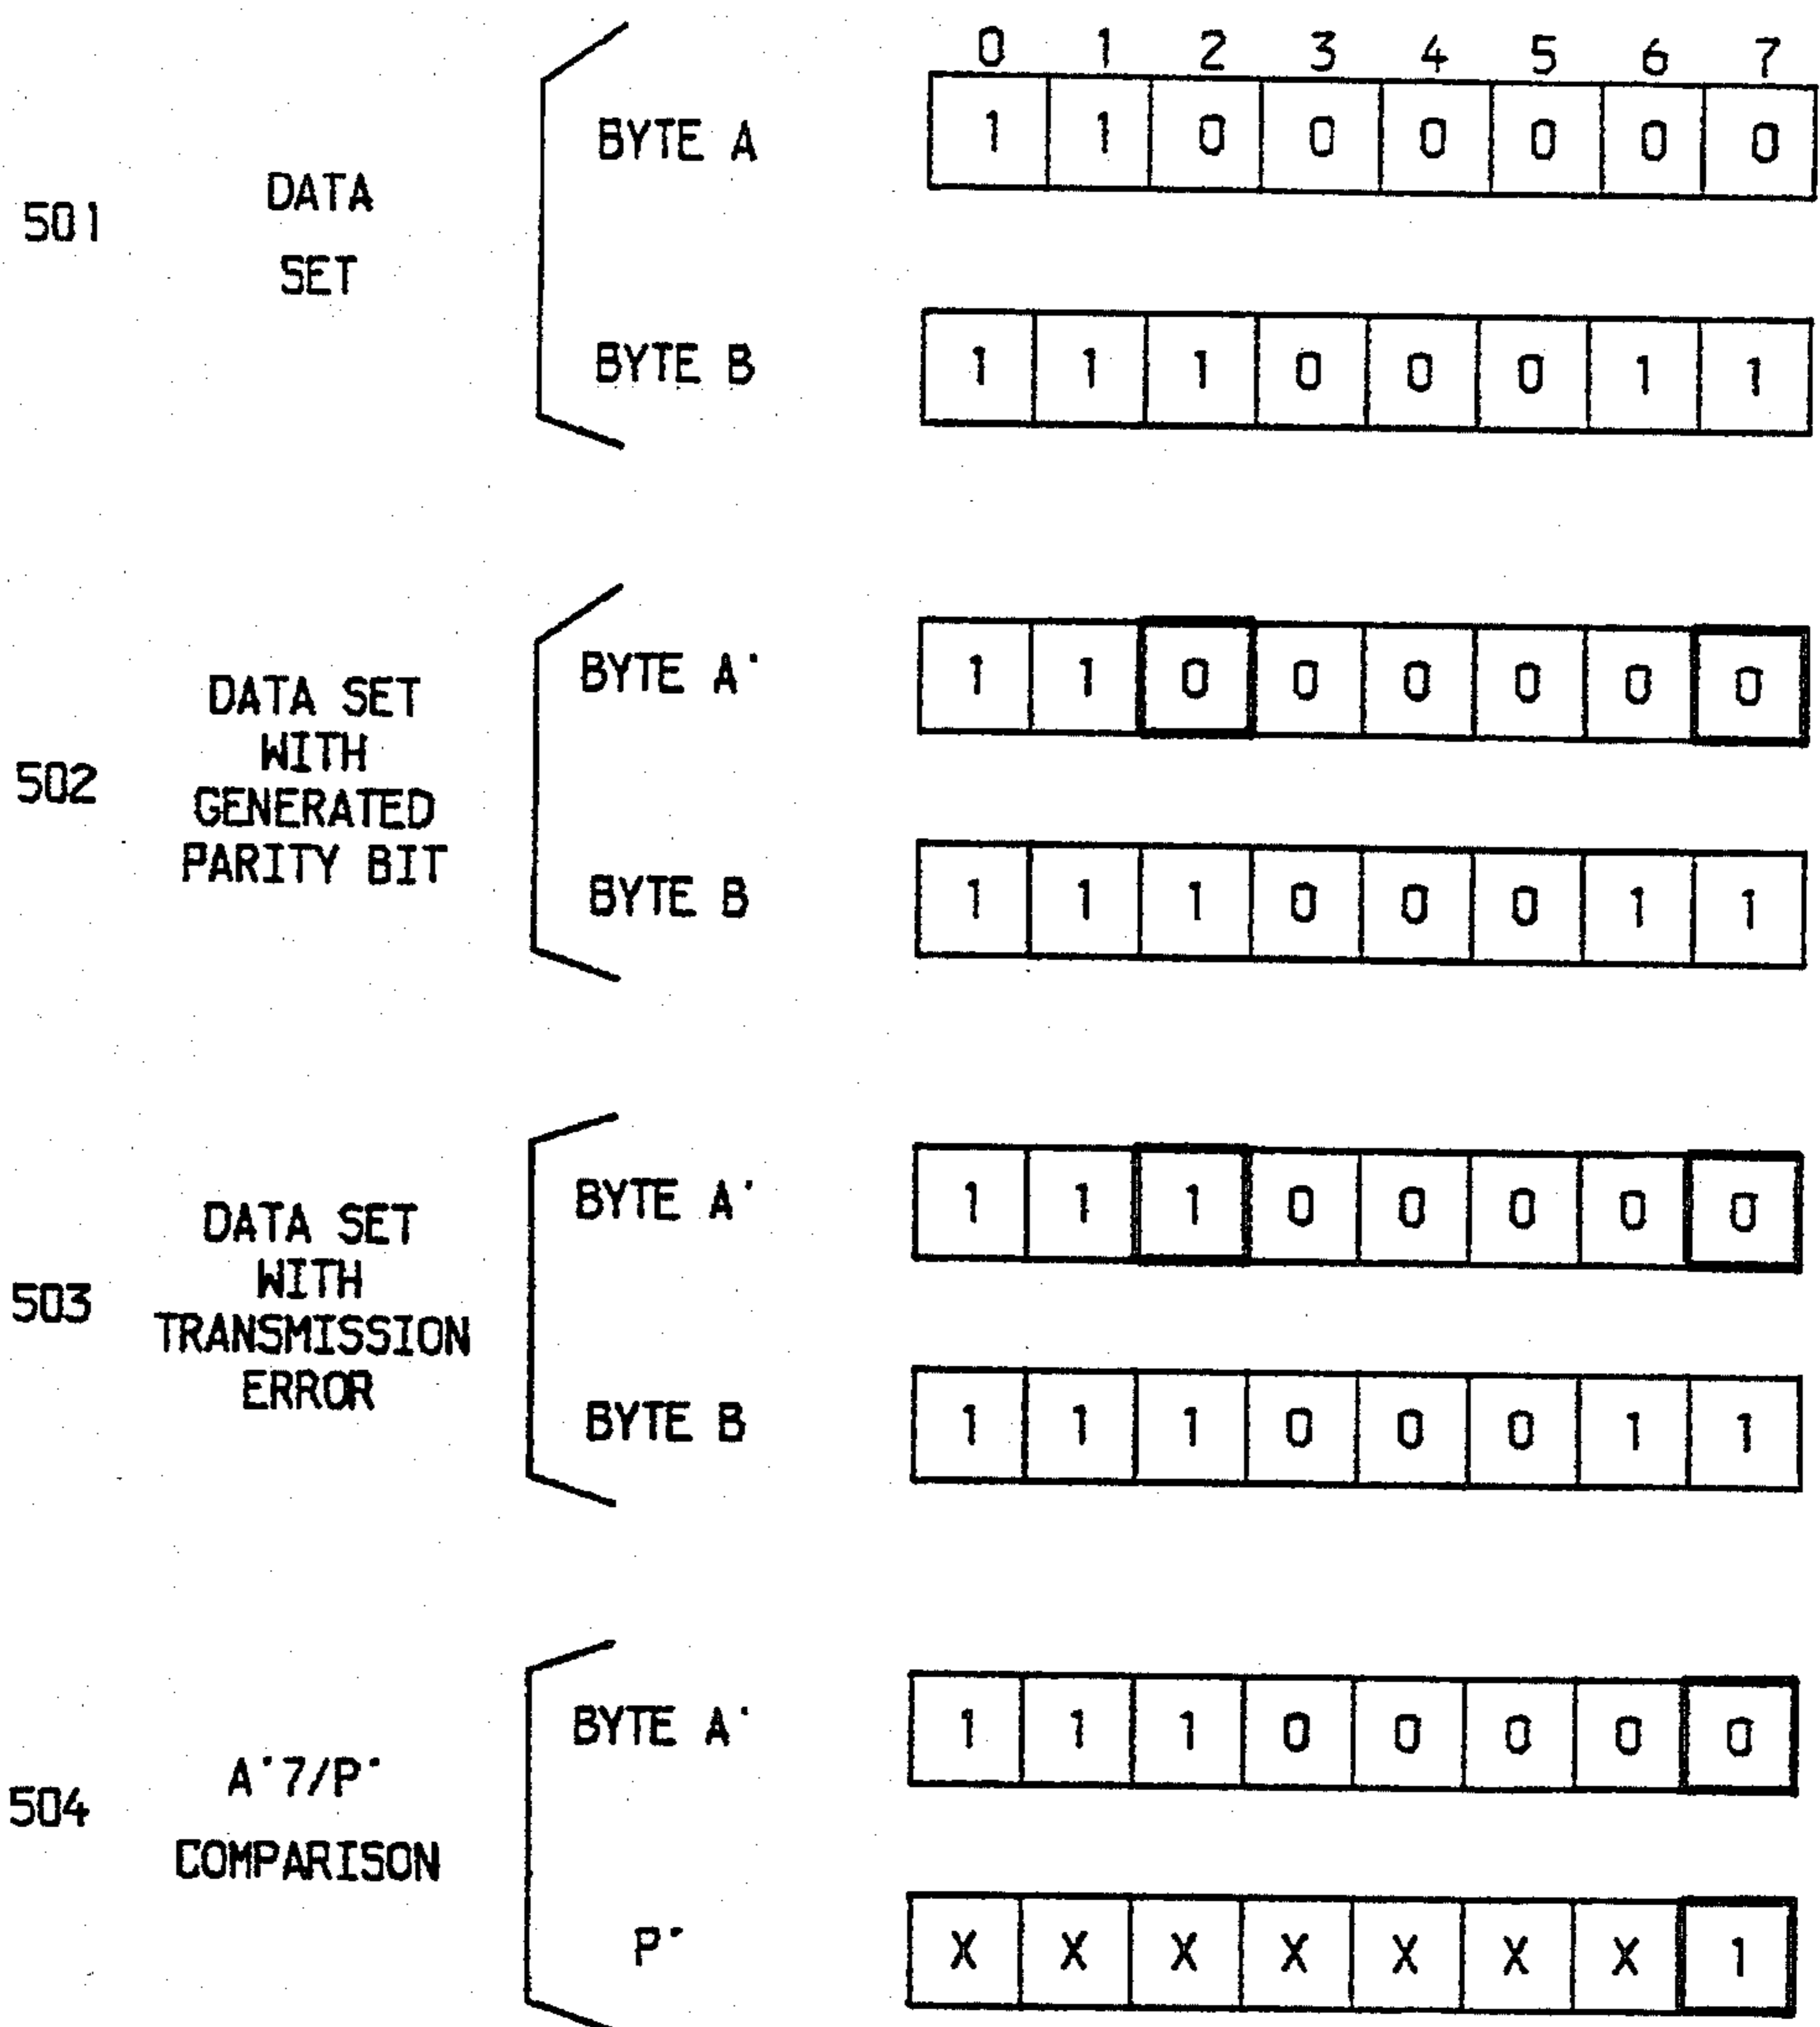 0 1 2 3 4 5 6 7
BYTE A 1 1 0 0 0 0 0 0
501 DATA
SET
BYTE B 1 1 1 0 0 0 1 1
BYTE A' 1 1 0 0 0 0 0 0
502 DATA SET
WITH
GENERATED
PARITY BIT
BYTE B 1 1 1 0 0 0 1 1
BYTE A' 1 1 1 0 0 0 0 0
503 DATA SET
WITH
TRANSMISSION
ERROR
BYTE B 1 1 1 0 0 0 1 1
BYTE A' 1 1 1 0 0 0 0 0
504 A'7/P'
COMPARISON
P' X X X X X X X 1